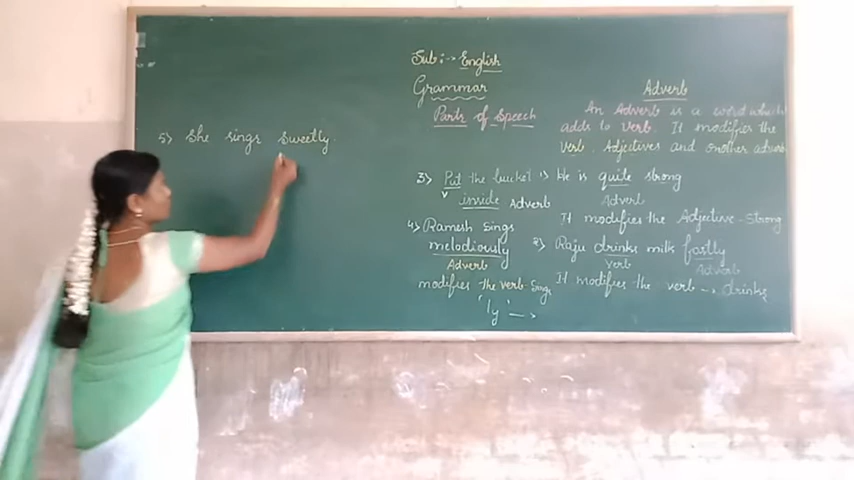 Sub:- English
Grammar
Parts of Speech
Adverb
An Adverb is a word which
adds to verb. It modifies the
verb, Adjectives and another adverb
1) He is quite strong
Adverb
It modifies the Adjective - Strong
2) Raju drinks milk fastly
verb
Adverb
It modifies the verb → drinks
3) Put the bucket
v
inside Adverb
4) Ramesh sings
melodiously
Adverb
modifies the verb - Sings
'ly' →
5) She sings sweetly